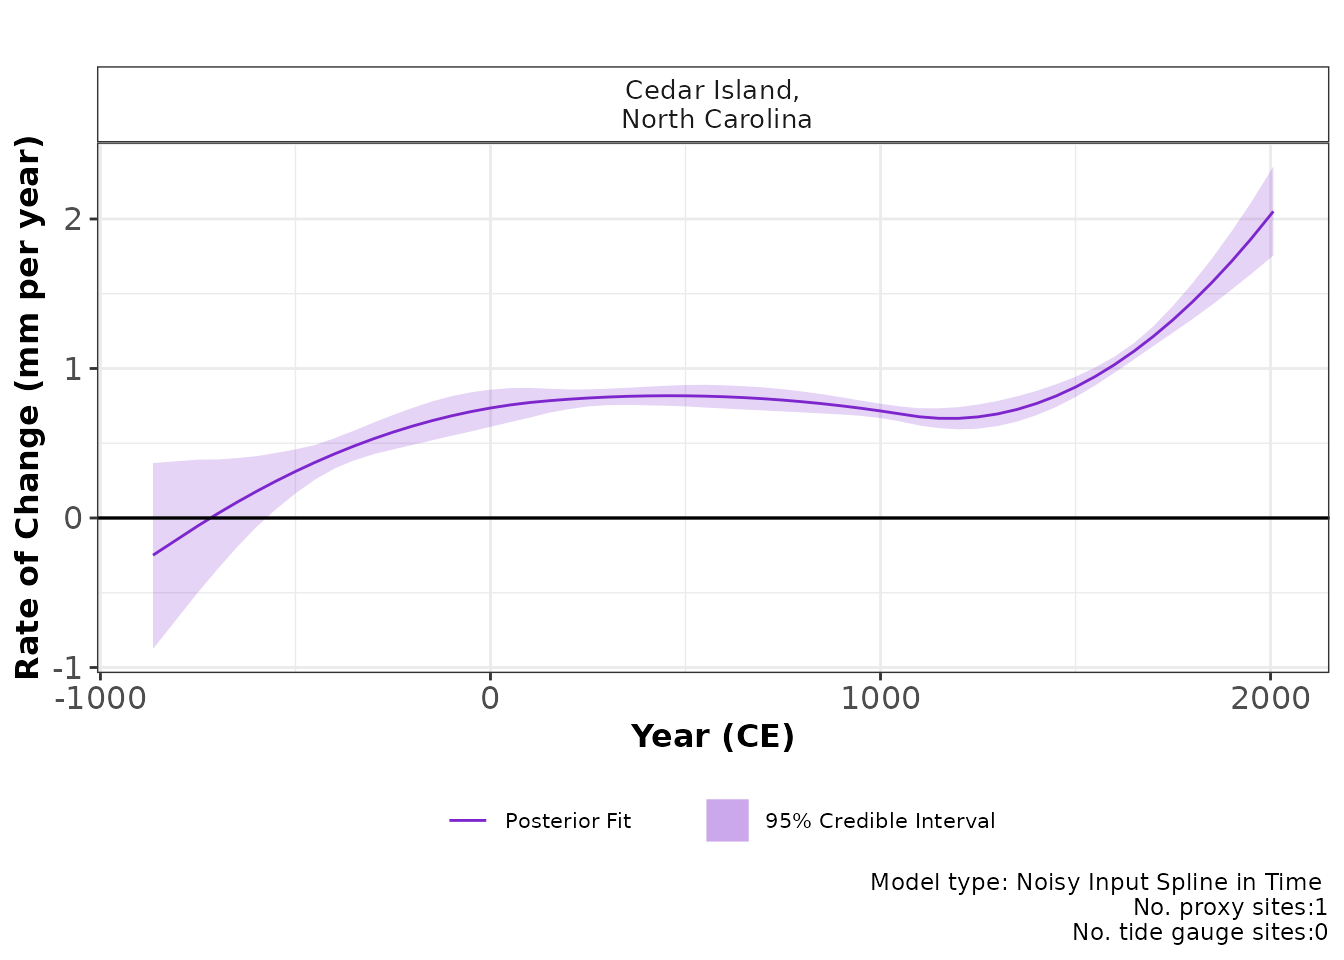 Cedar Island,
North Carolina
Rate of Change (mm per year)
2
1
0
-1
-1000
0
1000
2000
Year (CE)
Posterior Fit
95% Credible Interval
Model type: Noisy Input Spline in Time
No. proxy sites:1
No. tide gauge sites:0